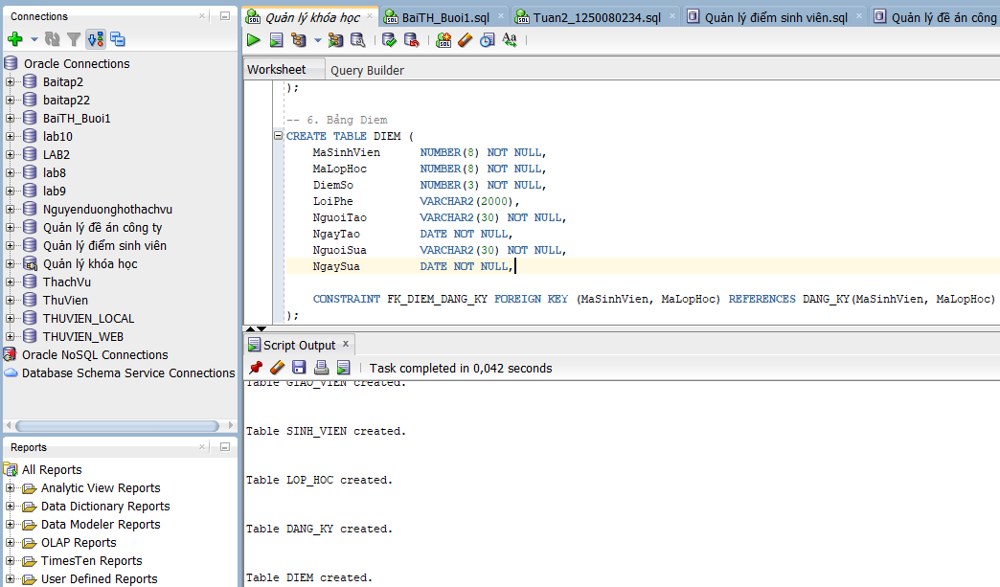 Connections
Oracle Connections
Baitap2
baitap22
BaiTH_Buoi1
lab10
LAB2
lab8
lab9
Nguyenduonghothachvu
Quản lý đề án công ty
Quản lý điểm sinh viên
Quản lý khóa học
ThachVu
ThuVien
THUVIEN_LOCAL
THUVIEN_WEB
Oracle NoSQL Connections
Database Schema Service Connections
Reports
All Reports
Analytic View Reports
Data Dictionary Reports
Data Modeler Reports
OLAP Reports
TimesTen Reports
User Defined Reports
Quản lý khóa học
BaiTH_Buoi1.sql
Tuan2_1250080234.sql
Quản lý điểm sinh viên.sql
Quản lý đề án công
Worksheet
Query Builder
);
-- 6. Bảng Diem
CREATE TABLE DIEM (
MaSinhVien NUMBER(8) NOT NULL,
MaLopHoc NUMBER(8) NOT NULL,
DiemSo NUMBER(3) NOT NULL,
LoiPhe VARCHAR2(2000),
NguoiTao VARCHAR2(30) NOT NULL,
NgayTao DATE NOT NULL,
NguoiSua VARCHAR2(30) NOT NULL,
NgaySua DATE NOT NULL,
CONSTRAINT FK_DIEM_DANG_KY FOREIGN KEY (MaSinhVien, MaLopHoc) REFERENCES DANG_KY(MaSinhVien, MaLopHoc)
);
Script Output
Task completed in 0,042 seconds
Table GIAO_VIEN created.
Table SINH_VIEN created.
Table LOP_HOC created.
Table DANG_KY created.
Table DIEM created.